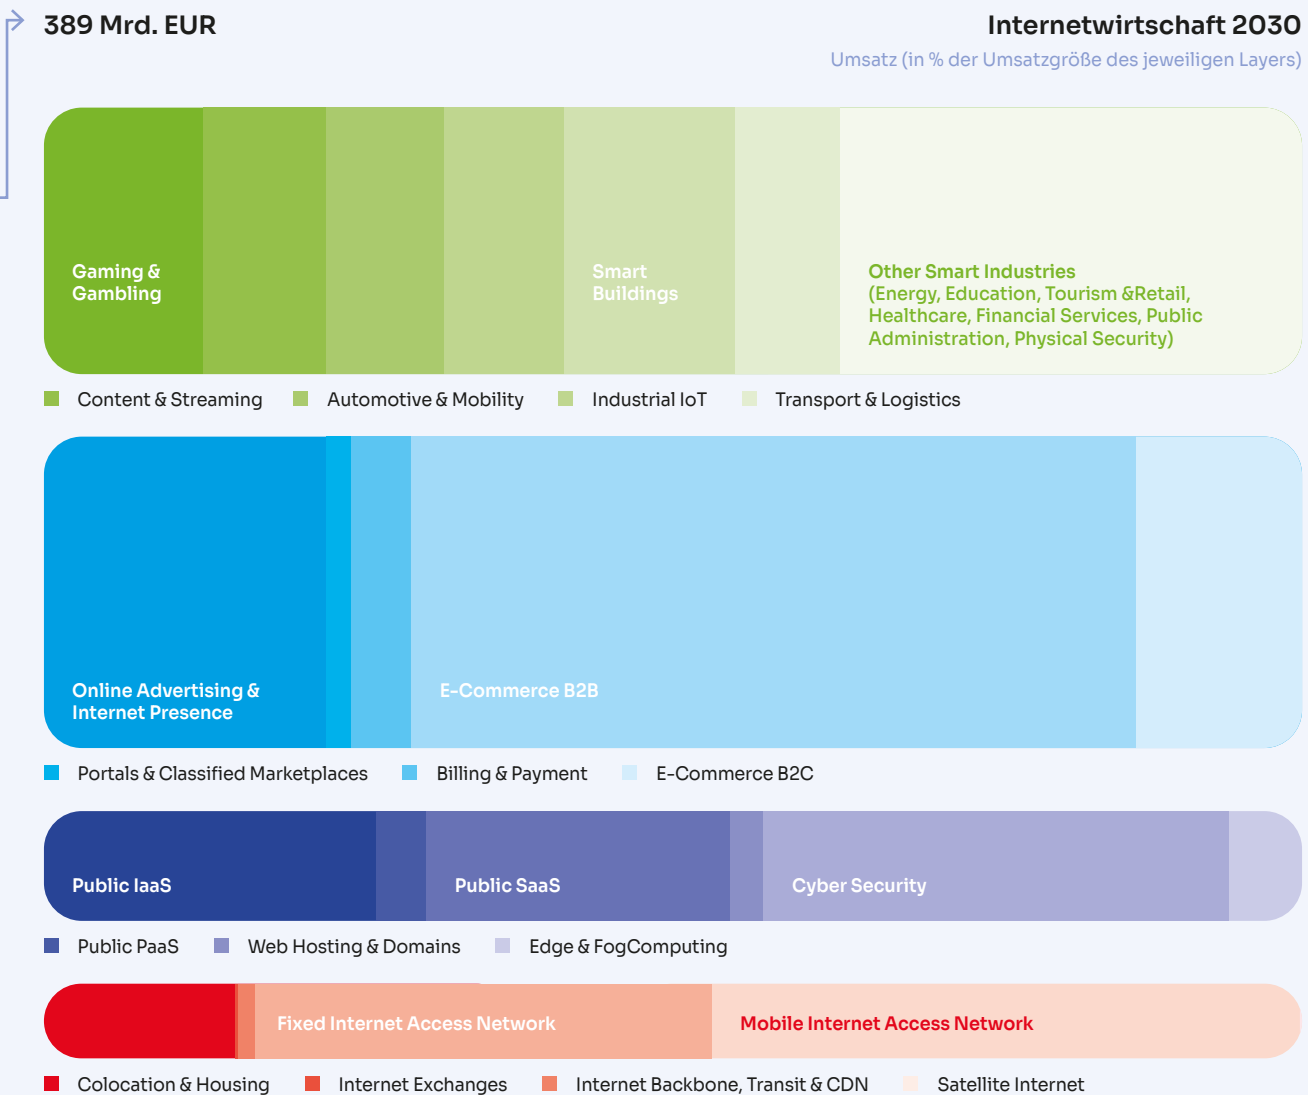 389 Mrd. EUR
Internetwirtschaft 2030
Umsatz (in % der Umsatzgröße des jeweiligen Layers)
Gaming &
Gambling
Smart
Buildings
Other Smart Industries
(Energy, Education, Tourism &Retail,
Healthcare, Financial Services, Public
Administration, Physical Security)
Content & Streaming
Automotive & Mobility
Industrial IoT
Transport & Logistics
Online Advertising &
Internet Presence
E-Commerce B2B
Portals & Classified Marketplaces
Billing & Payment
E-Commerce B2C
Public IaaS
Public SaaS
Cyber Security
Public PaaS
Web Hosting & Domains
Edge & FogComputing
Fixed Internet Access Network
Mobile Internet Access Network
Colocation & Housing
Internet Exchanges
Internet Backbone, Transit & CDN
Satellite Internet